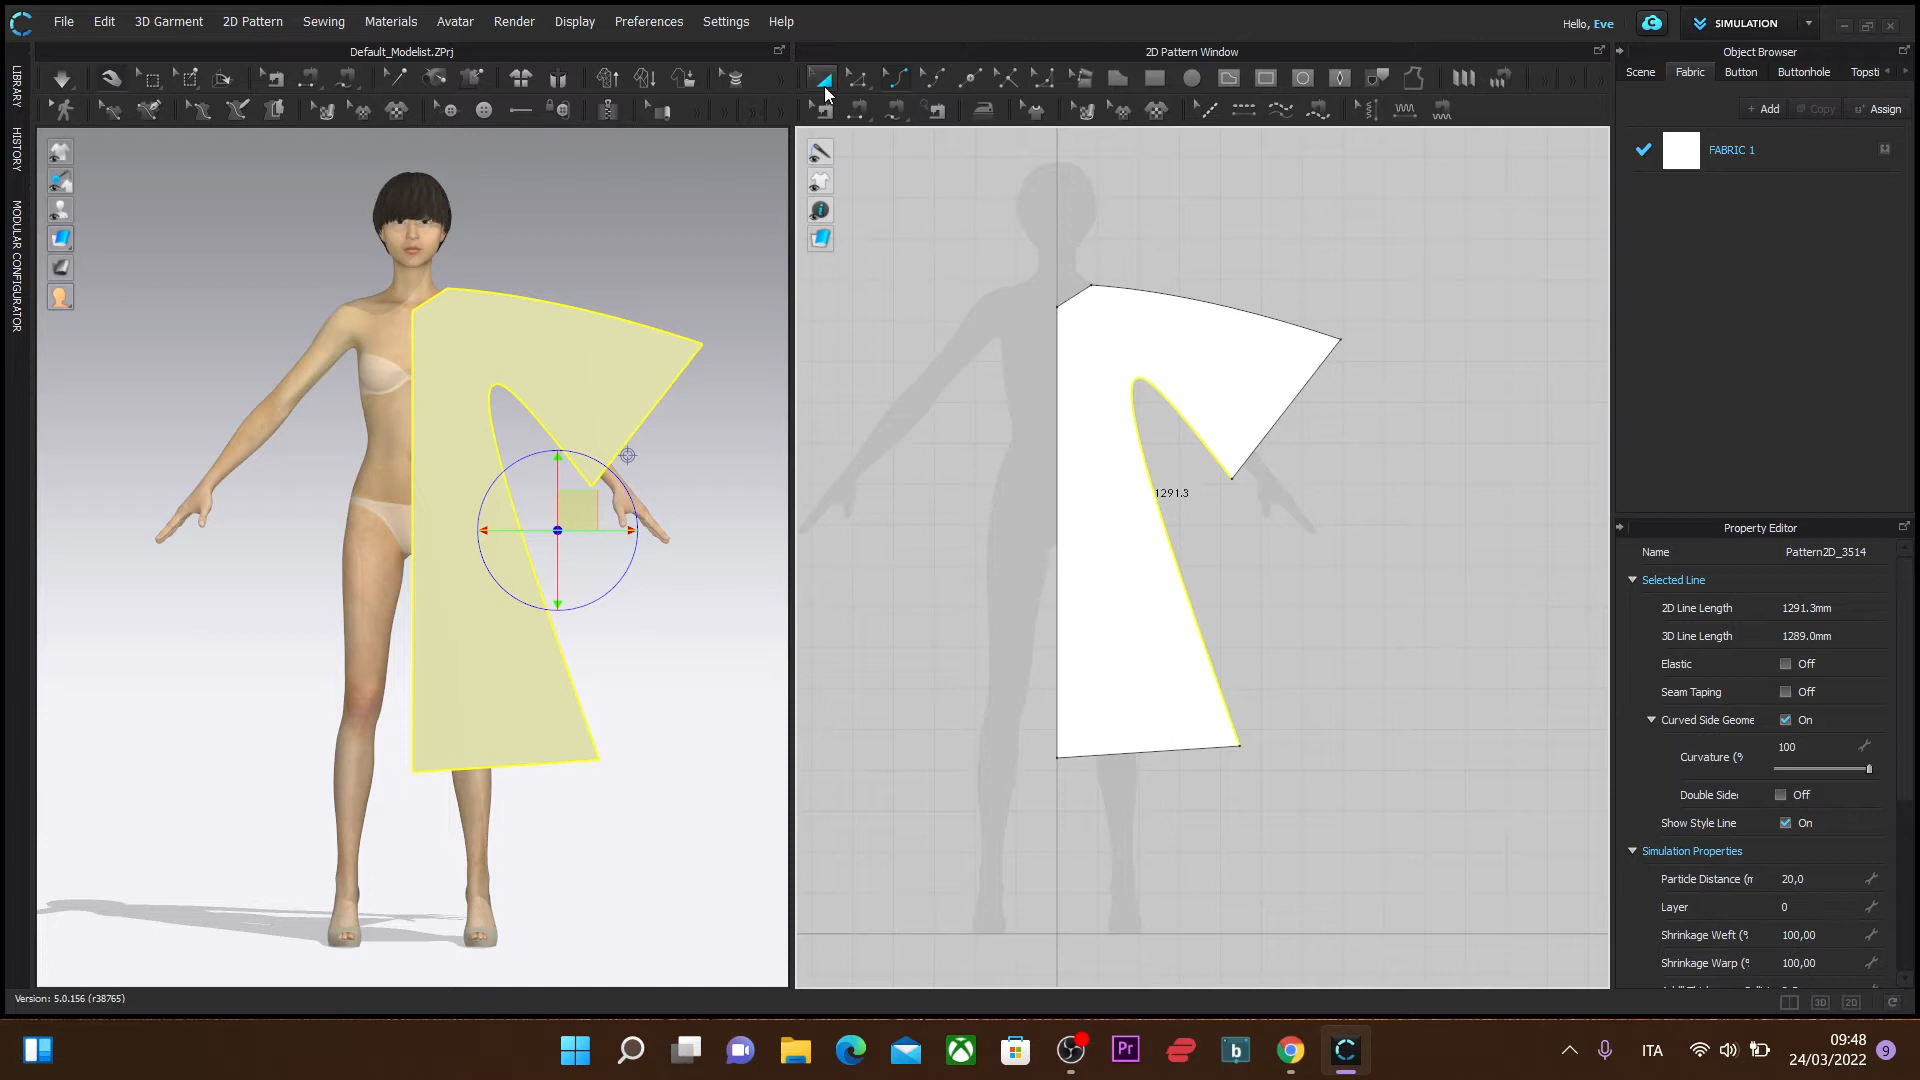 File Edit 3D Garment 2D Pattern Sewing Materials Avatar Render Display Preferences Settings Help
Hello, Eve
SIMULATION
Default_Modelist.ZPrj
2D Pattern Window
Object Browser
Scene Fabric Button Buttonhole Topsti
+ Add Copy Assign
FABRIC 1
LIBRARY
HISTORY
MODULAR CONFIGURATOR
1291.3
Property Editor
Name Pattern2D_3514
Selected Line
2D Line Length 1291.3mm
3D Line Length 1289.0mm
Elastic Off
Seam Taping Off
Curved Side Geome On
Curvature (% 100
Double Side Off
Show Style Line On
Simulation Properties
Particle Distance (m 20,0
Layer 0
Shrinkage Weft (% 100,00
Shrinkage Warp (% 100,00
Version: 5.0.156 (r38765)
3D 2D
Pr
b
ITA
09:48
24/03/2022
9